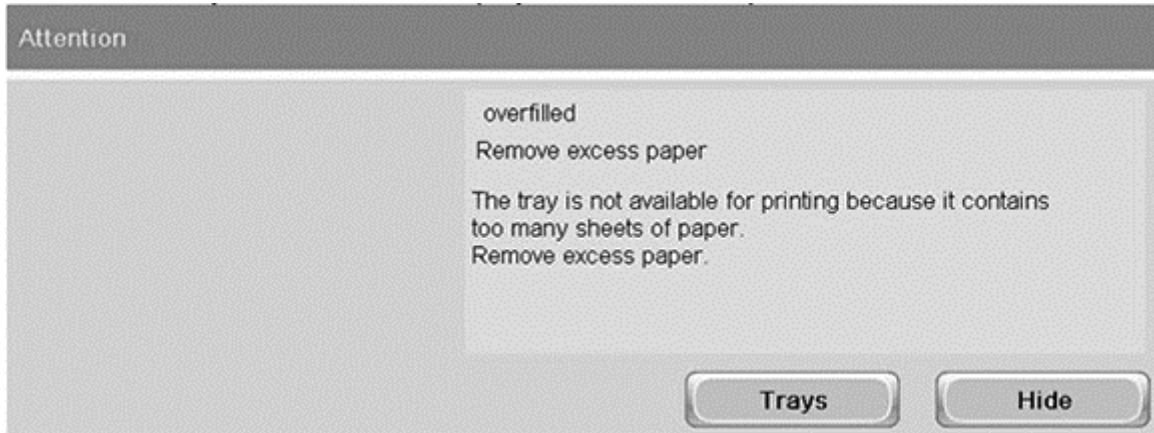 Attention
overfilled
Remove excess paper
The tray is not available for printing because it contains
too many sheets of paper.
Remove excess paper.
Trays
Hide